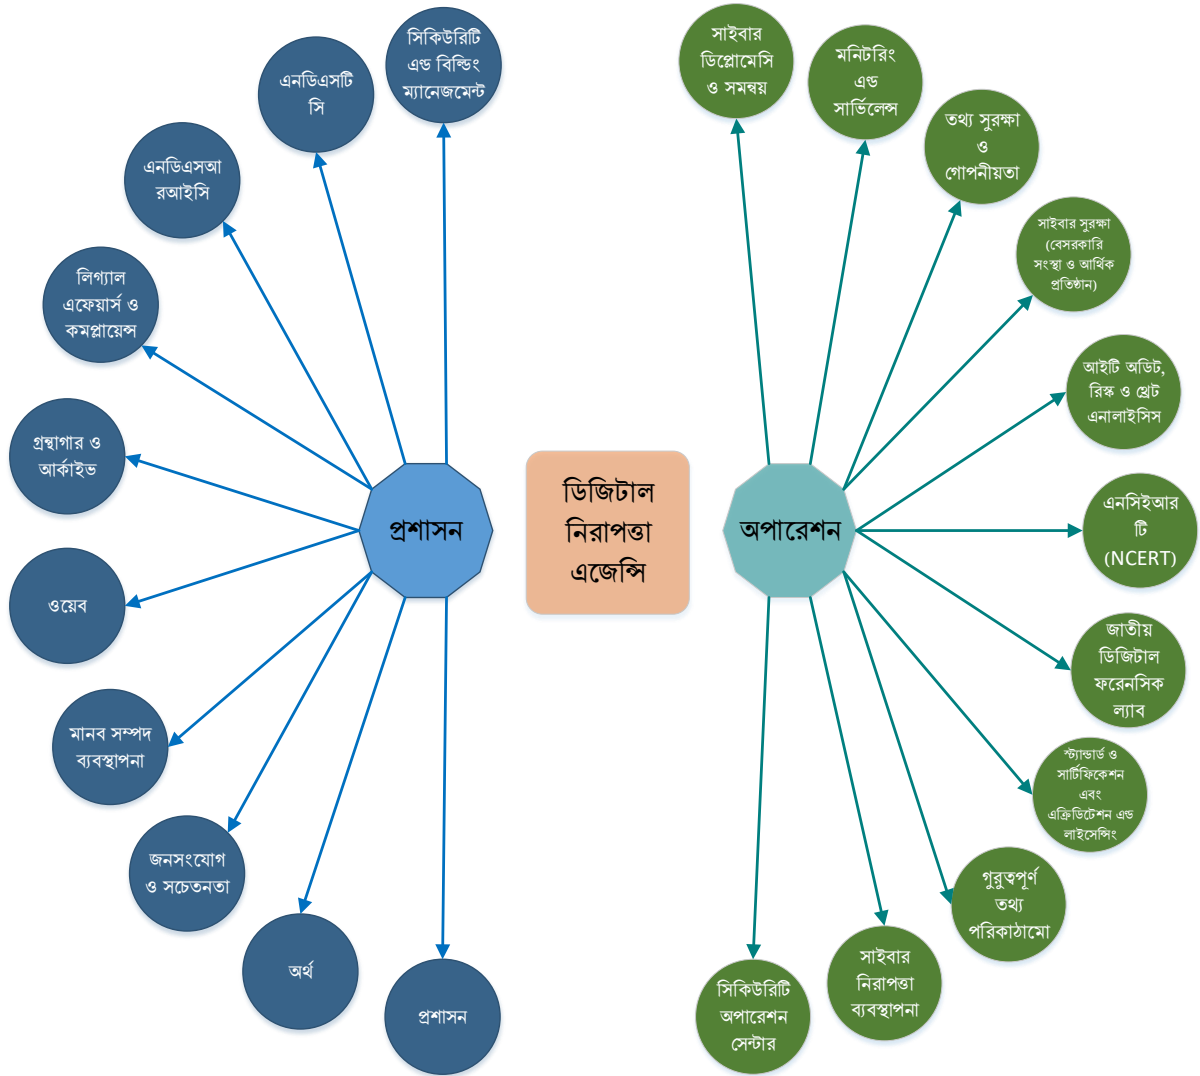 সিকিউরিটি
এন্ড বিল্ডিং
ম্যানেজমেন্ট
এনডিএসটি
সি
এনডিএসআ
রআইসি
লিগ্যাল
এফেয়ার্স ও
কমপ্লায়েন্স
গ্রন্থাগার ও
আর্কাইভ
ওয়েব
মানব সম্পদ
ব্যবস্থাপনা
জনসংযোগ
ও সচেতনতা
অর্থ
প্রশাসন
প্রশাসন
ডিজিটাল
নিরাপত্তা
এজেন্সি
অপারেশন
সাইবার
ডিপ্লোমেসি
ও সমন্বয়
মনিটরিং
এন্ড
সার্ভিলেন্স
তথ্য সুরক্ষা
ও
গোপনীয়তা
সাইবার সুরক্ষা
(বেসরকারি
সংস্থা ও আর্থিক
প্রতিষ্ঠান)
আইটি অডিট,
রিস্ক ও থ্রেট
এনালাইসিস
এনসিইআর
টি
(NCERT)
জাতীয়
ডিজিটাল
ফরেনসিক
ল্যাব
স্ট্যান্ডার্ড ও
সার্টিফিকেশন
এবং
এক্রিডিটেশন এন্ড
লাইসেন্সিং
গুরুত্বপূর্ণ
তথ্য
পরিকাঠামো
সাইবার
নিরাপত্তা
ব্যবস্থাপনা
সিকিউরিটি
অপারেশন
সেন্টার